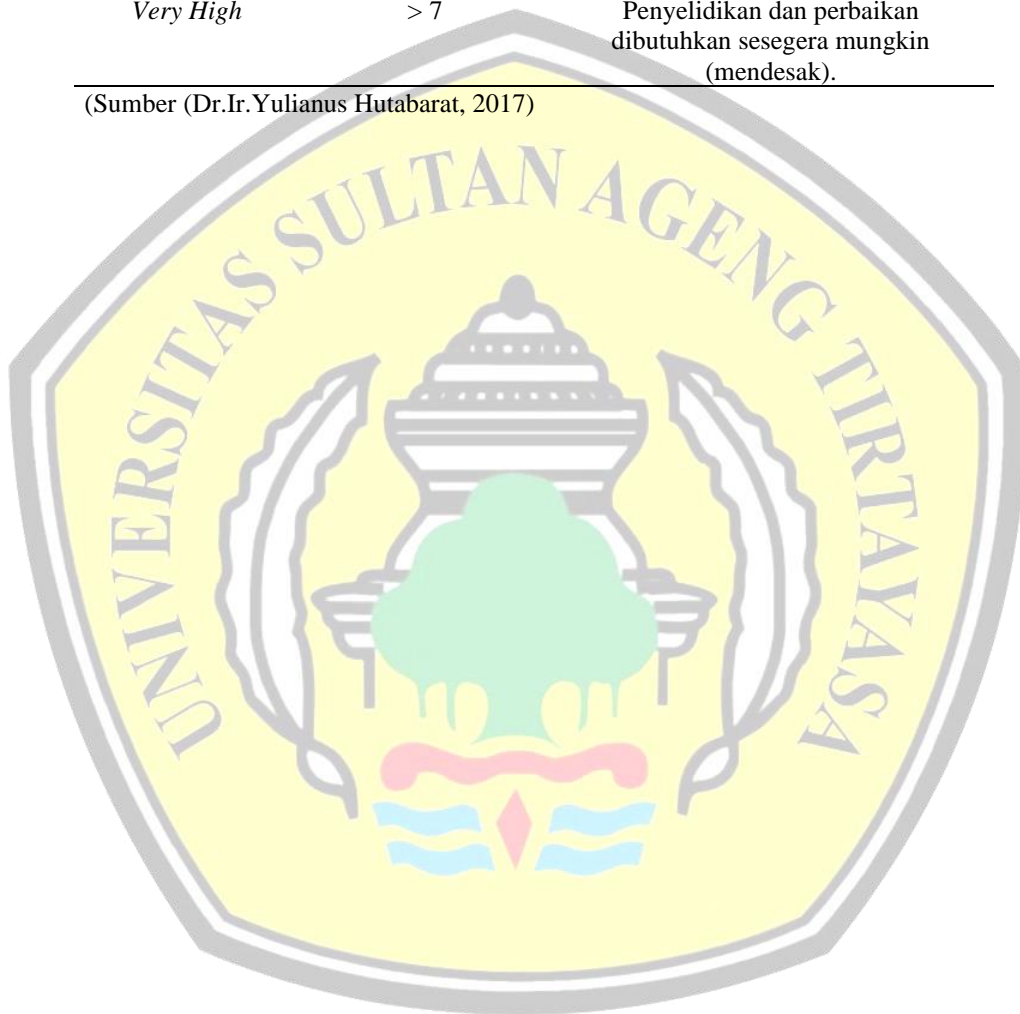 Very High > 7 Penyelidikan dan perbaikan
dibutuhkan sesegera mungkin
(mendesak).
(Sumber (Dr.Ir.Yulianus Hutabarat, 2017)
UNIVERSITAS SULTAN AGENG TIRTAYASA